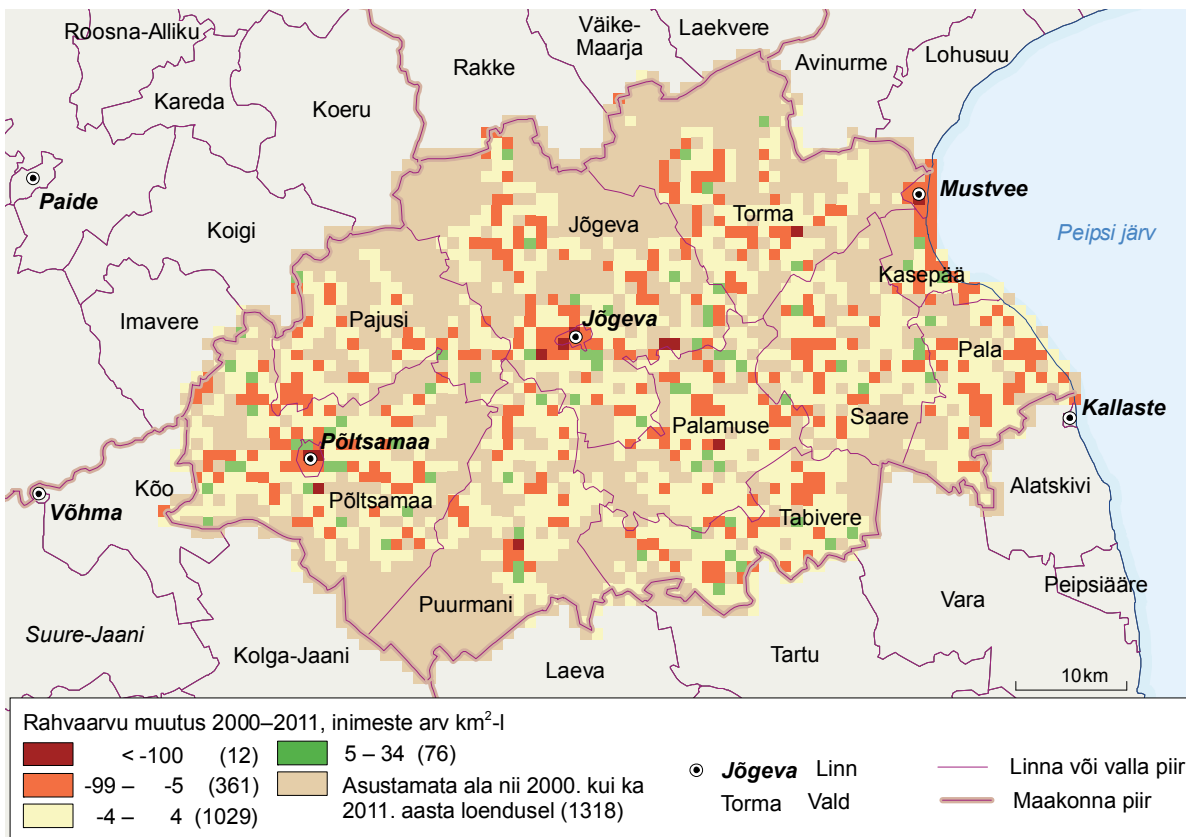 Roosna-Alliku
Väike-
Maarja
Laekvere
Avinurme
Lohusuu
Rakke
Kareda
Koeru
Paide
Mustvee
Koigi
Jõgeva
Torma
Peipsi järv
Kasepää
Imavere
Pajusi
Jõgeva
Pala
Kallaste
Palamuse
Saare
Põltsamaa
Kõo
Põltsamaa
Alatskivi
Võhma
Tabivere
Peipsiääre
Puurmani
Vara
Suure-Jaani
Kolga-Jaani
Laeva
Tartu
10 km
Rahvaarvu muutus 2000–2011, inimeste arv km²-l
< -100 (12)
-99 – -5 (361)
-4 – 4 (1029)
5 – 34 (76)
Asustamata ala nii 2000. kui ka
2011. aasta loendusel (1318)
Jõgeva Linn
Torma Vald
Linna või valla piir
Maakonna piir